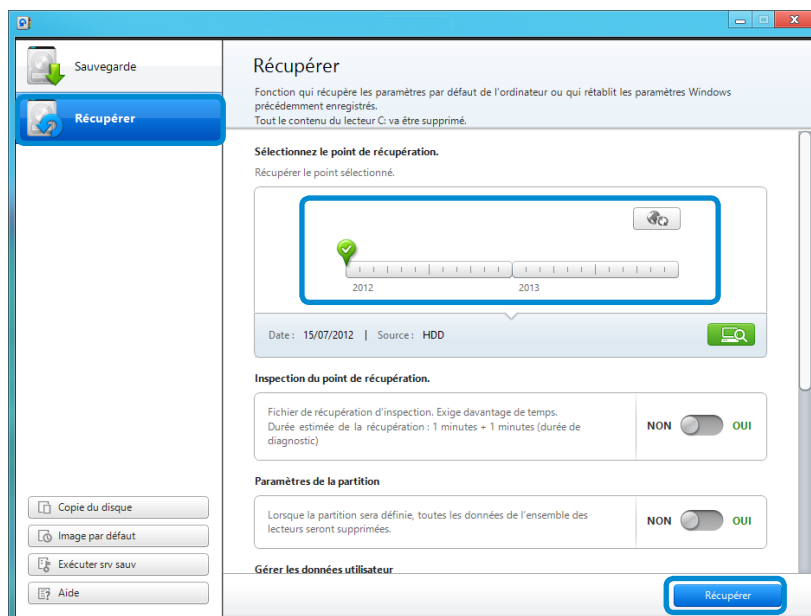 Sauvegarde
Récupérer
Copie du disque
Image par défaut
Exécuter srv sauv
Aide
Récupérer
Fonction qui récupère les paramètres par défaut de l'ordinateur ou qui rétablit les paramètres Windows
précédemment enregistrés.
Tout le contenu du lecteur C: va être supprimé.
Sélectionnez le point de récupération.
Récupérer le point sélectionné.
2012 2013
Date : 15/07/2012 | Source : HDD
Inspection du point de récupération.
Fichier de récupération d'inspection. Exige davantage de temps.
Durée estimée de la récupération : 1 minutes + 1 minutes (durée de
diagnostic)
NON OUI
Paramètres de la partition
Lorsque la partition sera définie, toutes les données de l'ensemble des
lecteurs seront supprimées.
NON OUI
Gérer les données utilisateur
Récupérer